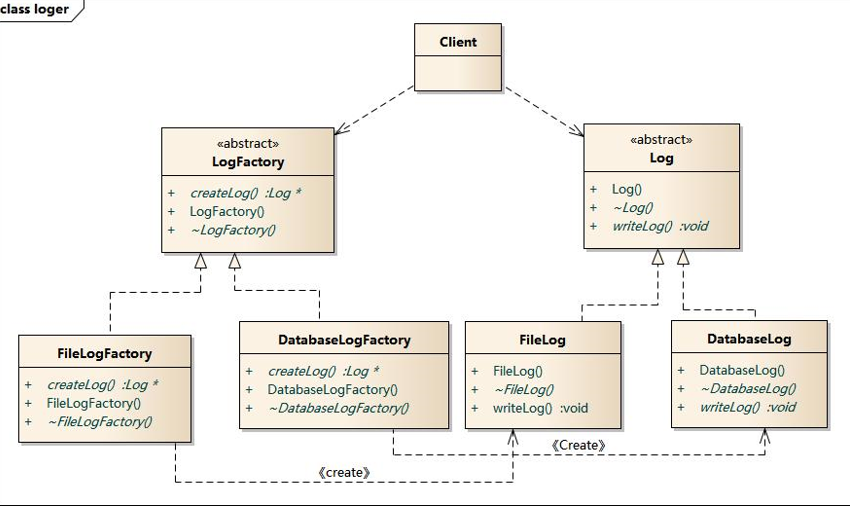 class loger
Client
«abstract»
LogFactory
+ createLog() :Log *
+ LogFactory()
+ ~LogFactory()
«abstract»
Log
+ Log()
+ ~Log()
+ writeLog() :void
FileLogFactory
+ createLog() :Log *
+ FileLogFactory()
+ ~FileLogFactory()
DatabaseLogFactory
+ createLog() :Log *
+ DatabaseLogFactory()
+ ~DatabaseLogFactory()
FileLog
+ FileLog()
+ ~FileLog()
+ writeLog() :void
DatabaseLog
+ DatabaseLog()
+ ~DatabaseLog()
+ writeLog() :void
《Create》
《create》